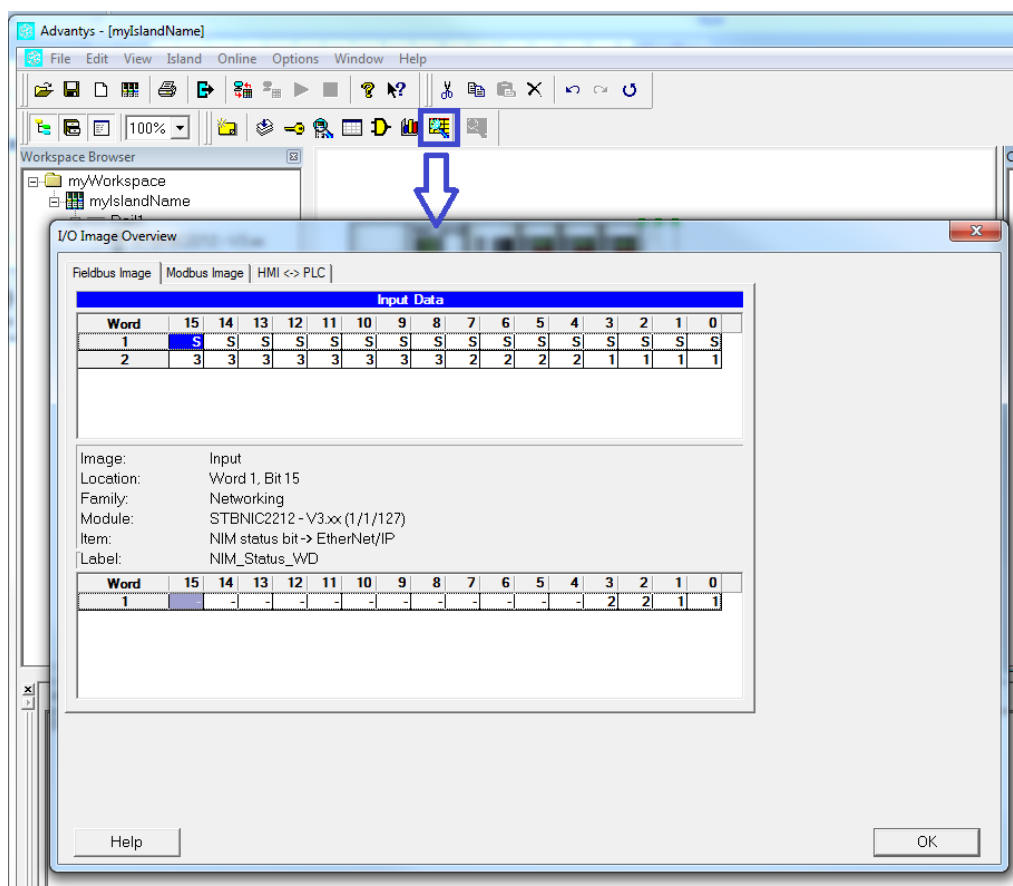 Advantys - [myIslandName]
File Edit View Island Online Options Window Help
100%
Workspace Browser
myWorkspace
myIslandName
Rail1
I/O Image Overview
Fieldbus Image Modbus Image HMI <-> PLC
Input Data
Word 15 14 13 12 11 10 9 8 7 6 5 4 3 2 1 0
1 S S S S S S S S S S S S S S S S
2 3 3 3 3 3 3 3 3 2 2 2 2 1 1 1 1
Image: Input
Location: Word 1, Bit 15
Family: Networking
Module: STBNIC2212 - V3.xx (1/1/127)
Item: NIM status bit -> EtherNet/IP
Label: NIM_Status_WD
Word 15 14 13 12 11 10 9 8 7 6 5 4 3 2 1 0
1 - - - - - - - - - - - - 2 2 1 1
Help OK